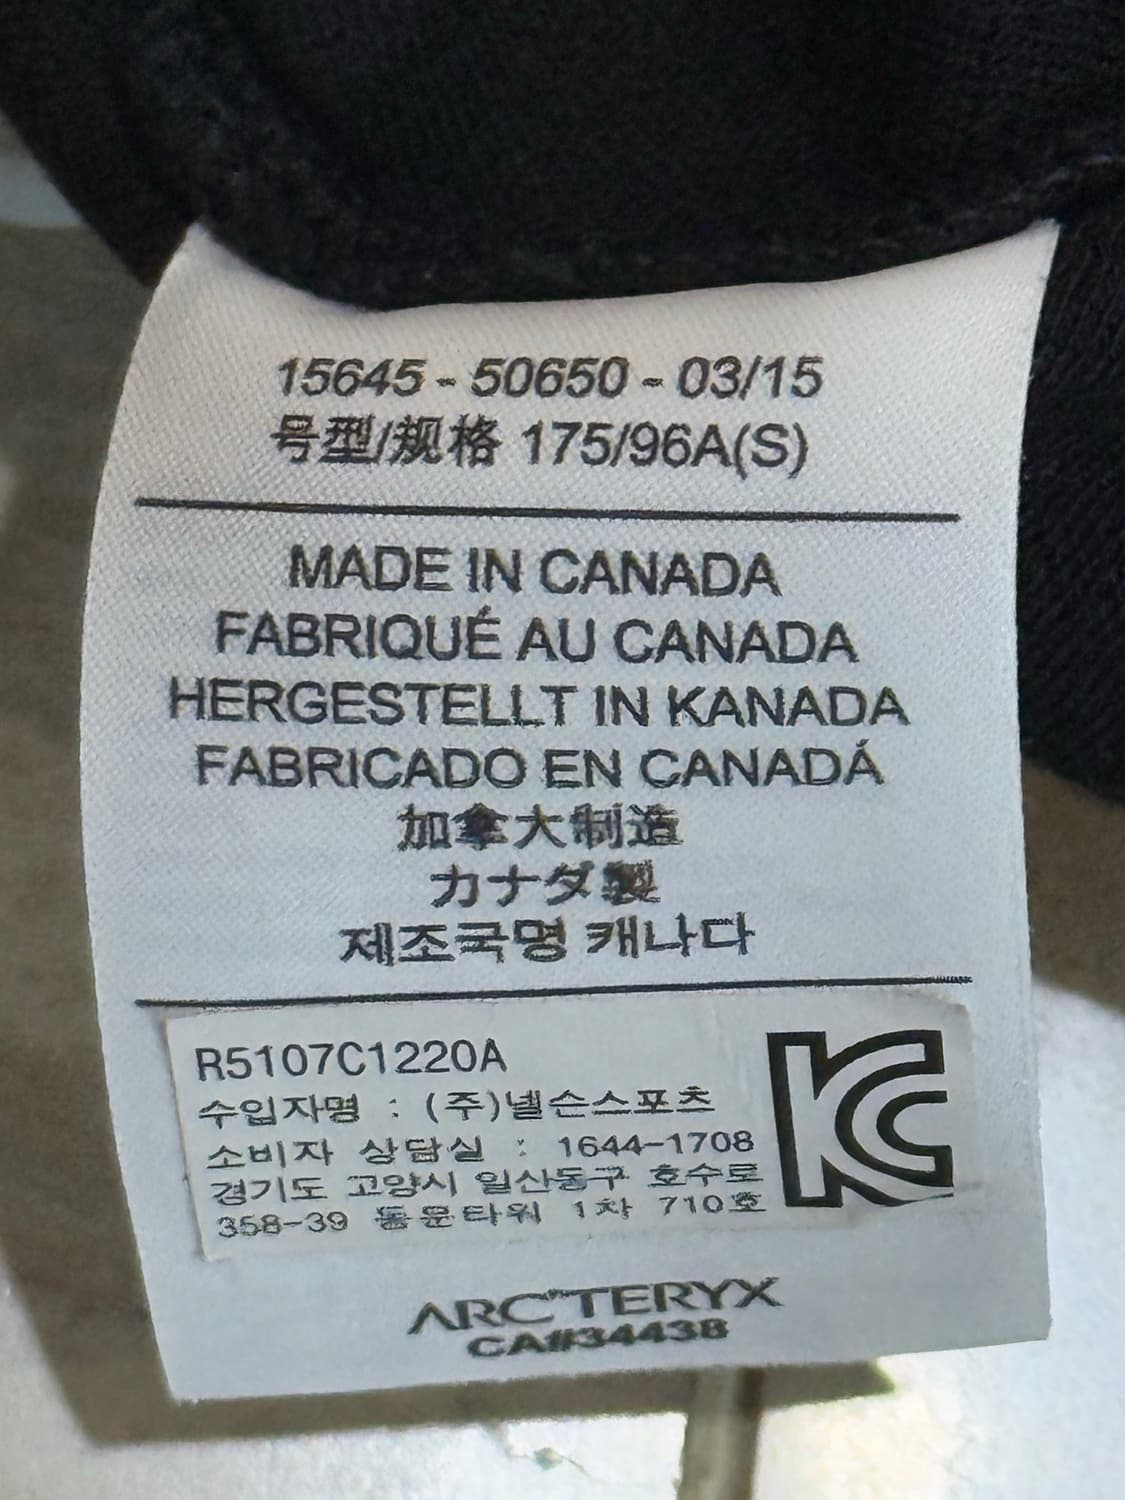 15645 - 50650 - 03/15
号型/规格 175/96A(S)
MADE IN CANADA
FABRIQUÉ AU CANADA
HERGESTELLT IN KANADA
FABRICADO EN CANADÁ
加拿大制造
カナダ製
제조국명 캐나다
R5107C1220A
수입자명 : (주)넬슨스포츠
소비자 상담실 : 1644-1708
경기도 고양시 일산동구 호수로
358-39 동문타워 1차 710호
KC
ARC'TERYX
CA#34438